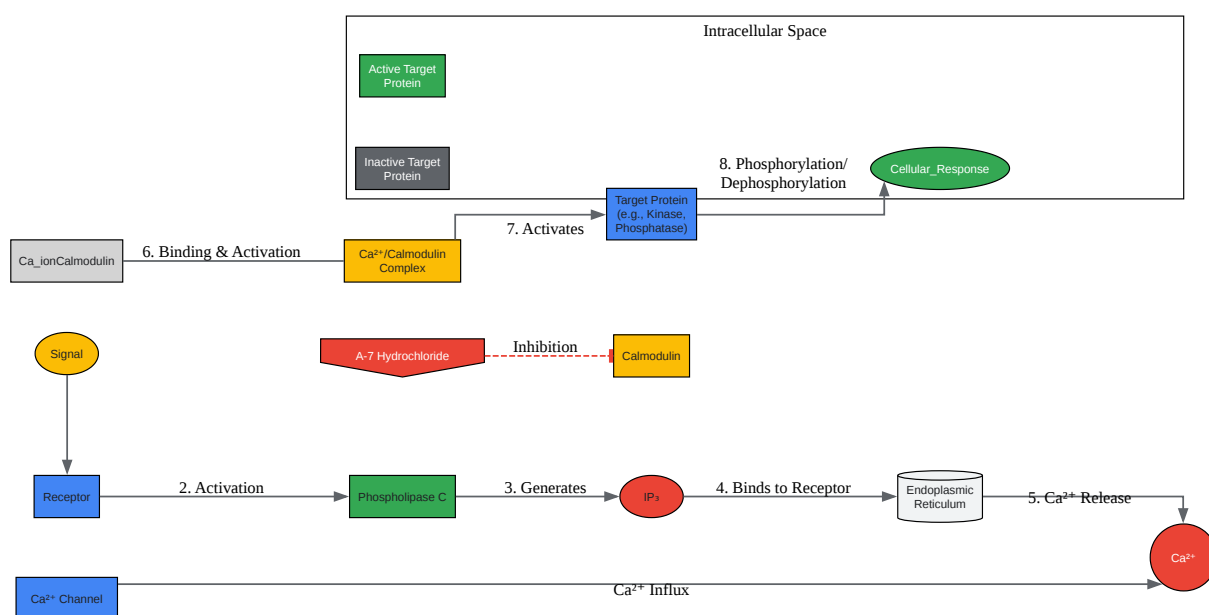 Intracellular Space
Active Target
Protein
Inactive Target
Protein
8. Phosphorylation/
Dephosphorylation
Cellular_Response
Target Protein
(e.g., Kinase,
Phosphatase)
7. Activates
Ca_ionCalmodulin
6. Binding & Activation
Ca²⁺/Calmodulin
Complex
Signal
A-7 Hydrochloride
Inhibition
Calmodulin
Receptor
2. Activation
Phospholipase C
3. Generates
IP₃
4. Binds to Receptor
Endoplasmic
Reticulum
5. Ca²⁺ Release
Ca²⁺
Ca²⁺ Channel
Ca²⁺ Influx